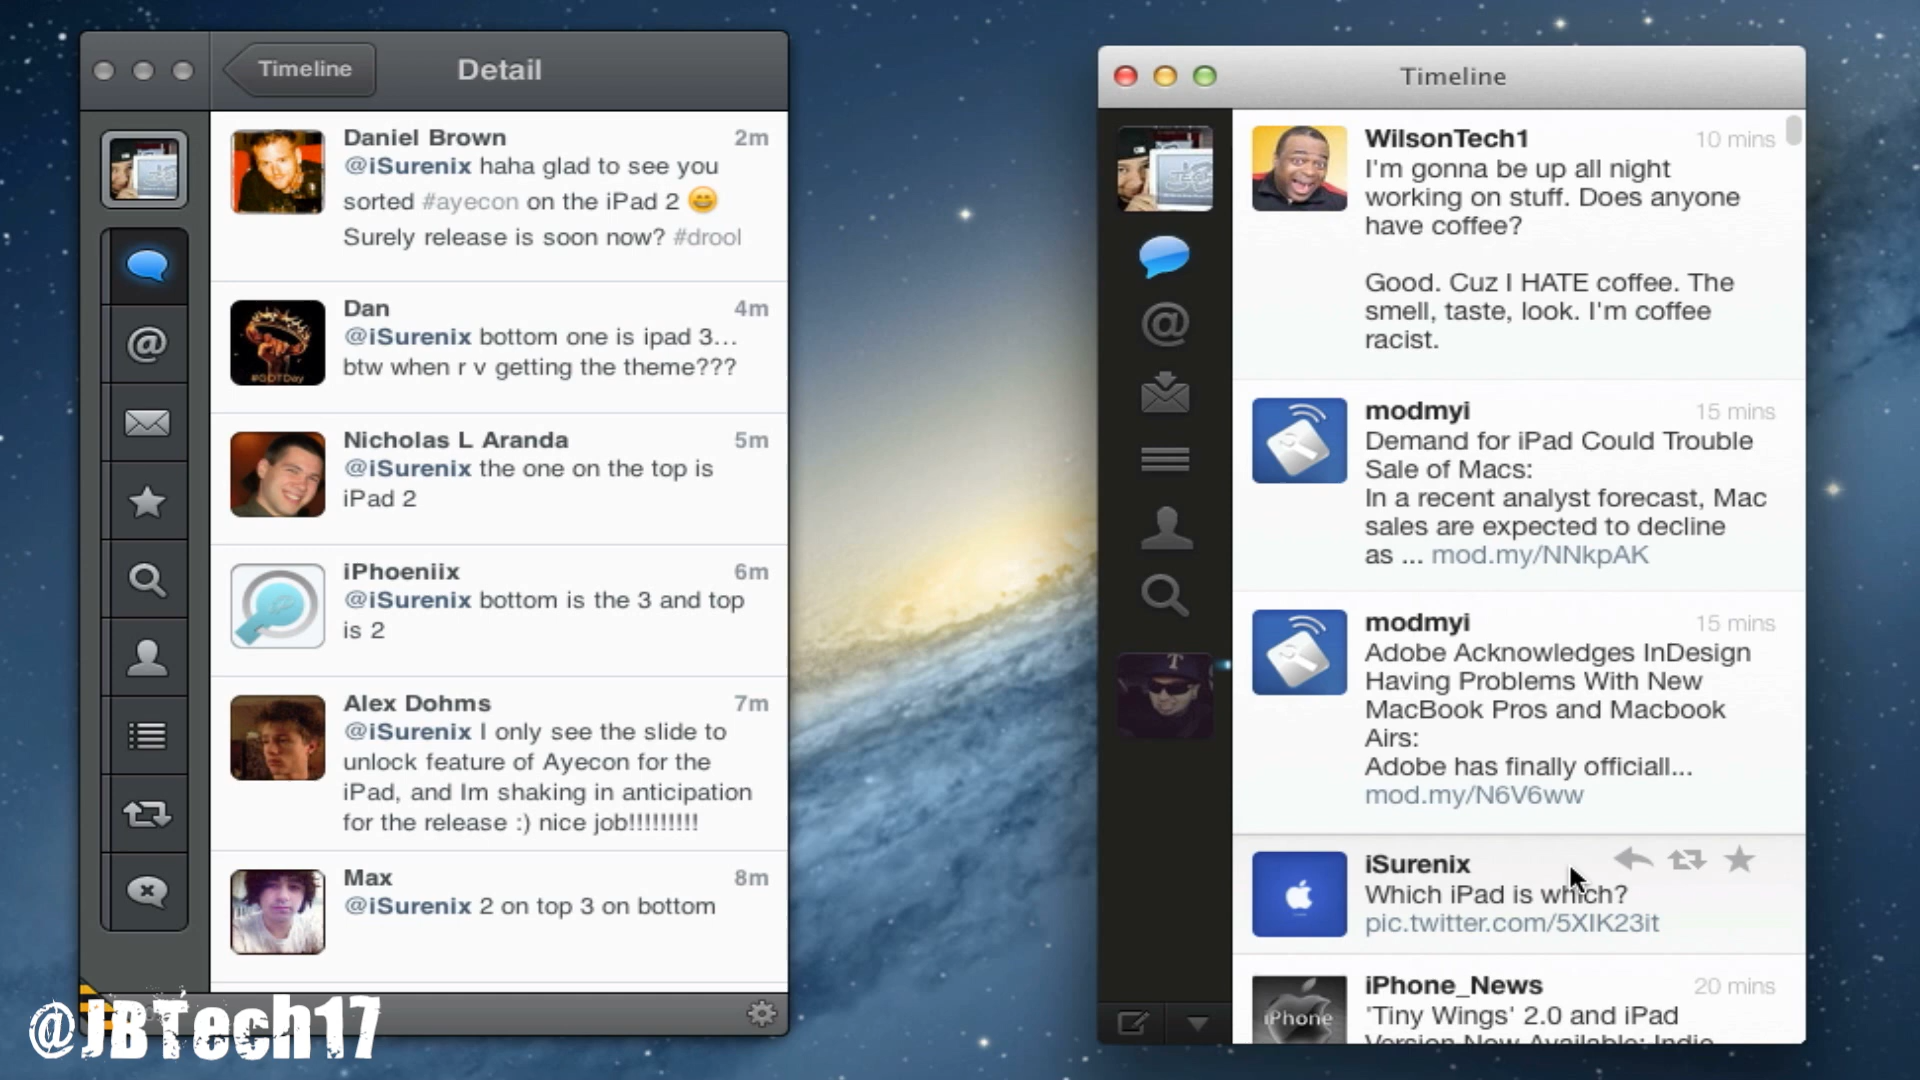 Timeline
Detail
Daniel Brown
2m
@iSurenix haha glad to see you
sorted #ayecon on the iPad 2 😄
Surely release is soon now? #drool
Dan
4m
@iSurenix bottom one is ipad 3...
btw when r v getting the theme???
#GOTDay
Nicholas L Aranda
5m
@iSurenix the one on the top is
iPad 2
iPhoeniix
6m
@iSurenix bottom is the 3 and top
is 2
Alex Dohms
7m
@iSurenix I only see the slide to
unlock feature of Ayecon for the
iPad, and Im shaking in anticipation
for the release :) nice job!!!!!!!!!
Max
8m
@iSurenix 2 on top 3 on bottom
@JBTech17
Timeline
WilsonTech1
10 mins
I'm gonna be up all night
working on stuff. Does anyone
have coffee?
Good. Cuz I HATE coffee. The
smell, taste, look. I'm coffee
racist.
modmyi
15 mins
Demand for iPad Could Trouble
Sale of Macs:
In a recent analyst forecast, Mac
sales are expected to decline
as ... mod.my/NNkpAK
modmyi
15 mins
Adobe Acknowledges InDesign
Having Problems With New
MacBook Pros and Macbook
Airs:
Adobe has finally officiall...
mod.my/N6V6ww
iSurenix
Which iPad is which?
pic.twitter.com/5XIK23it
iPhone_News
20 mins
iPhone
'Tiny Wings' 2.0 and iPad
Version Now Available: Indie